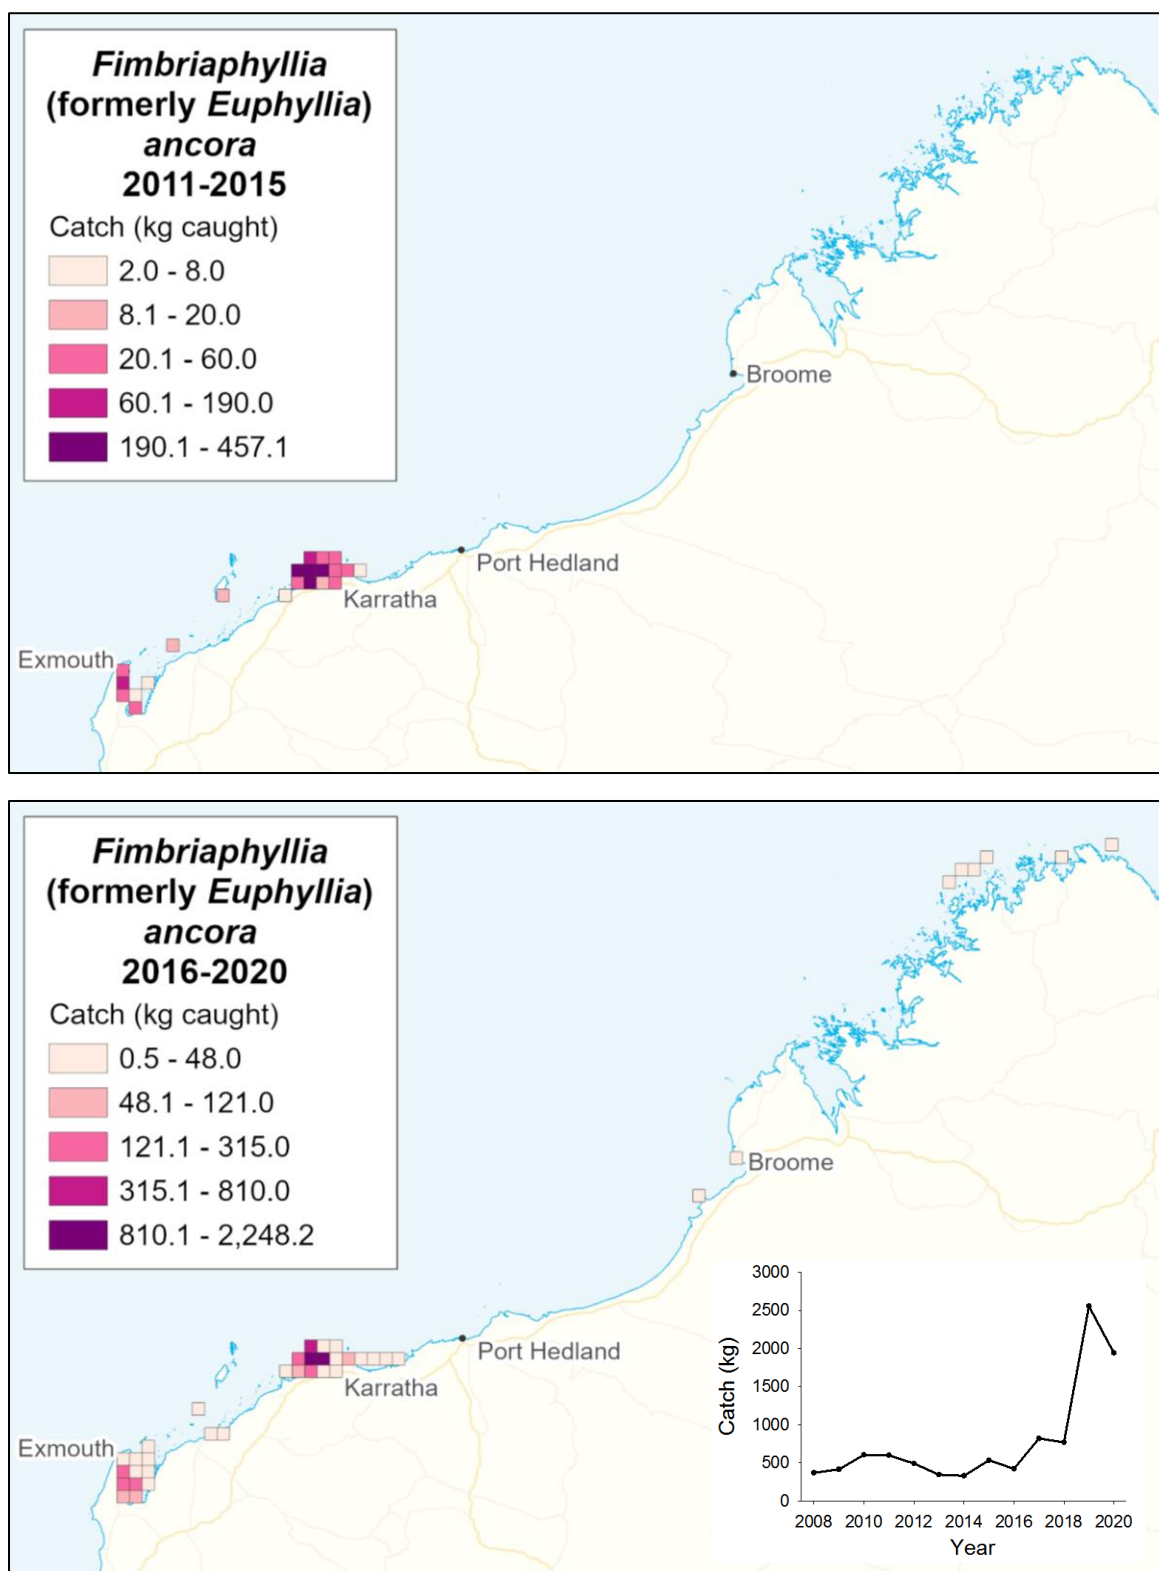 Fimbriaphyllia
(formerly Euphyllia)
ancora
2011-2015
Catch (kg caught)
2.0 - 8.0
8.1 - 20.0
20.1 - 60.0
60.1 - 190.0
190.1 - 457.1
Broome
Port Hedland
Karratha
Exmouth
Fimbriaphyllia
(formerly Euphyllia)
ancora
2016-2020
Catch (kg caught)
0.5 - 48.0
48.1 - 121.0
121.1 - 315.0
315.1 - 810.0
810.1 - 2,248.2
Broome
Port Hedland
Karratha
Exmouth
3000
2500
2000
1500
1000
500
0
Catch (kg)
2008 2010 2012 2014 2016 2018 2020
Year